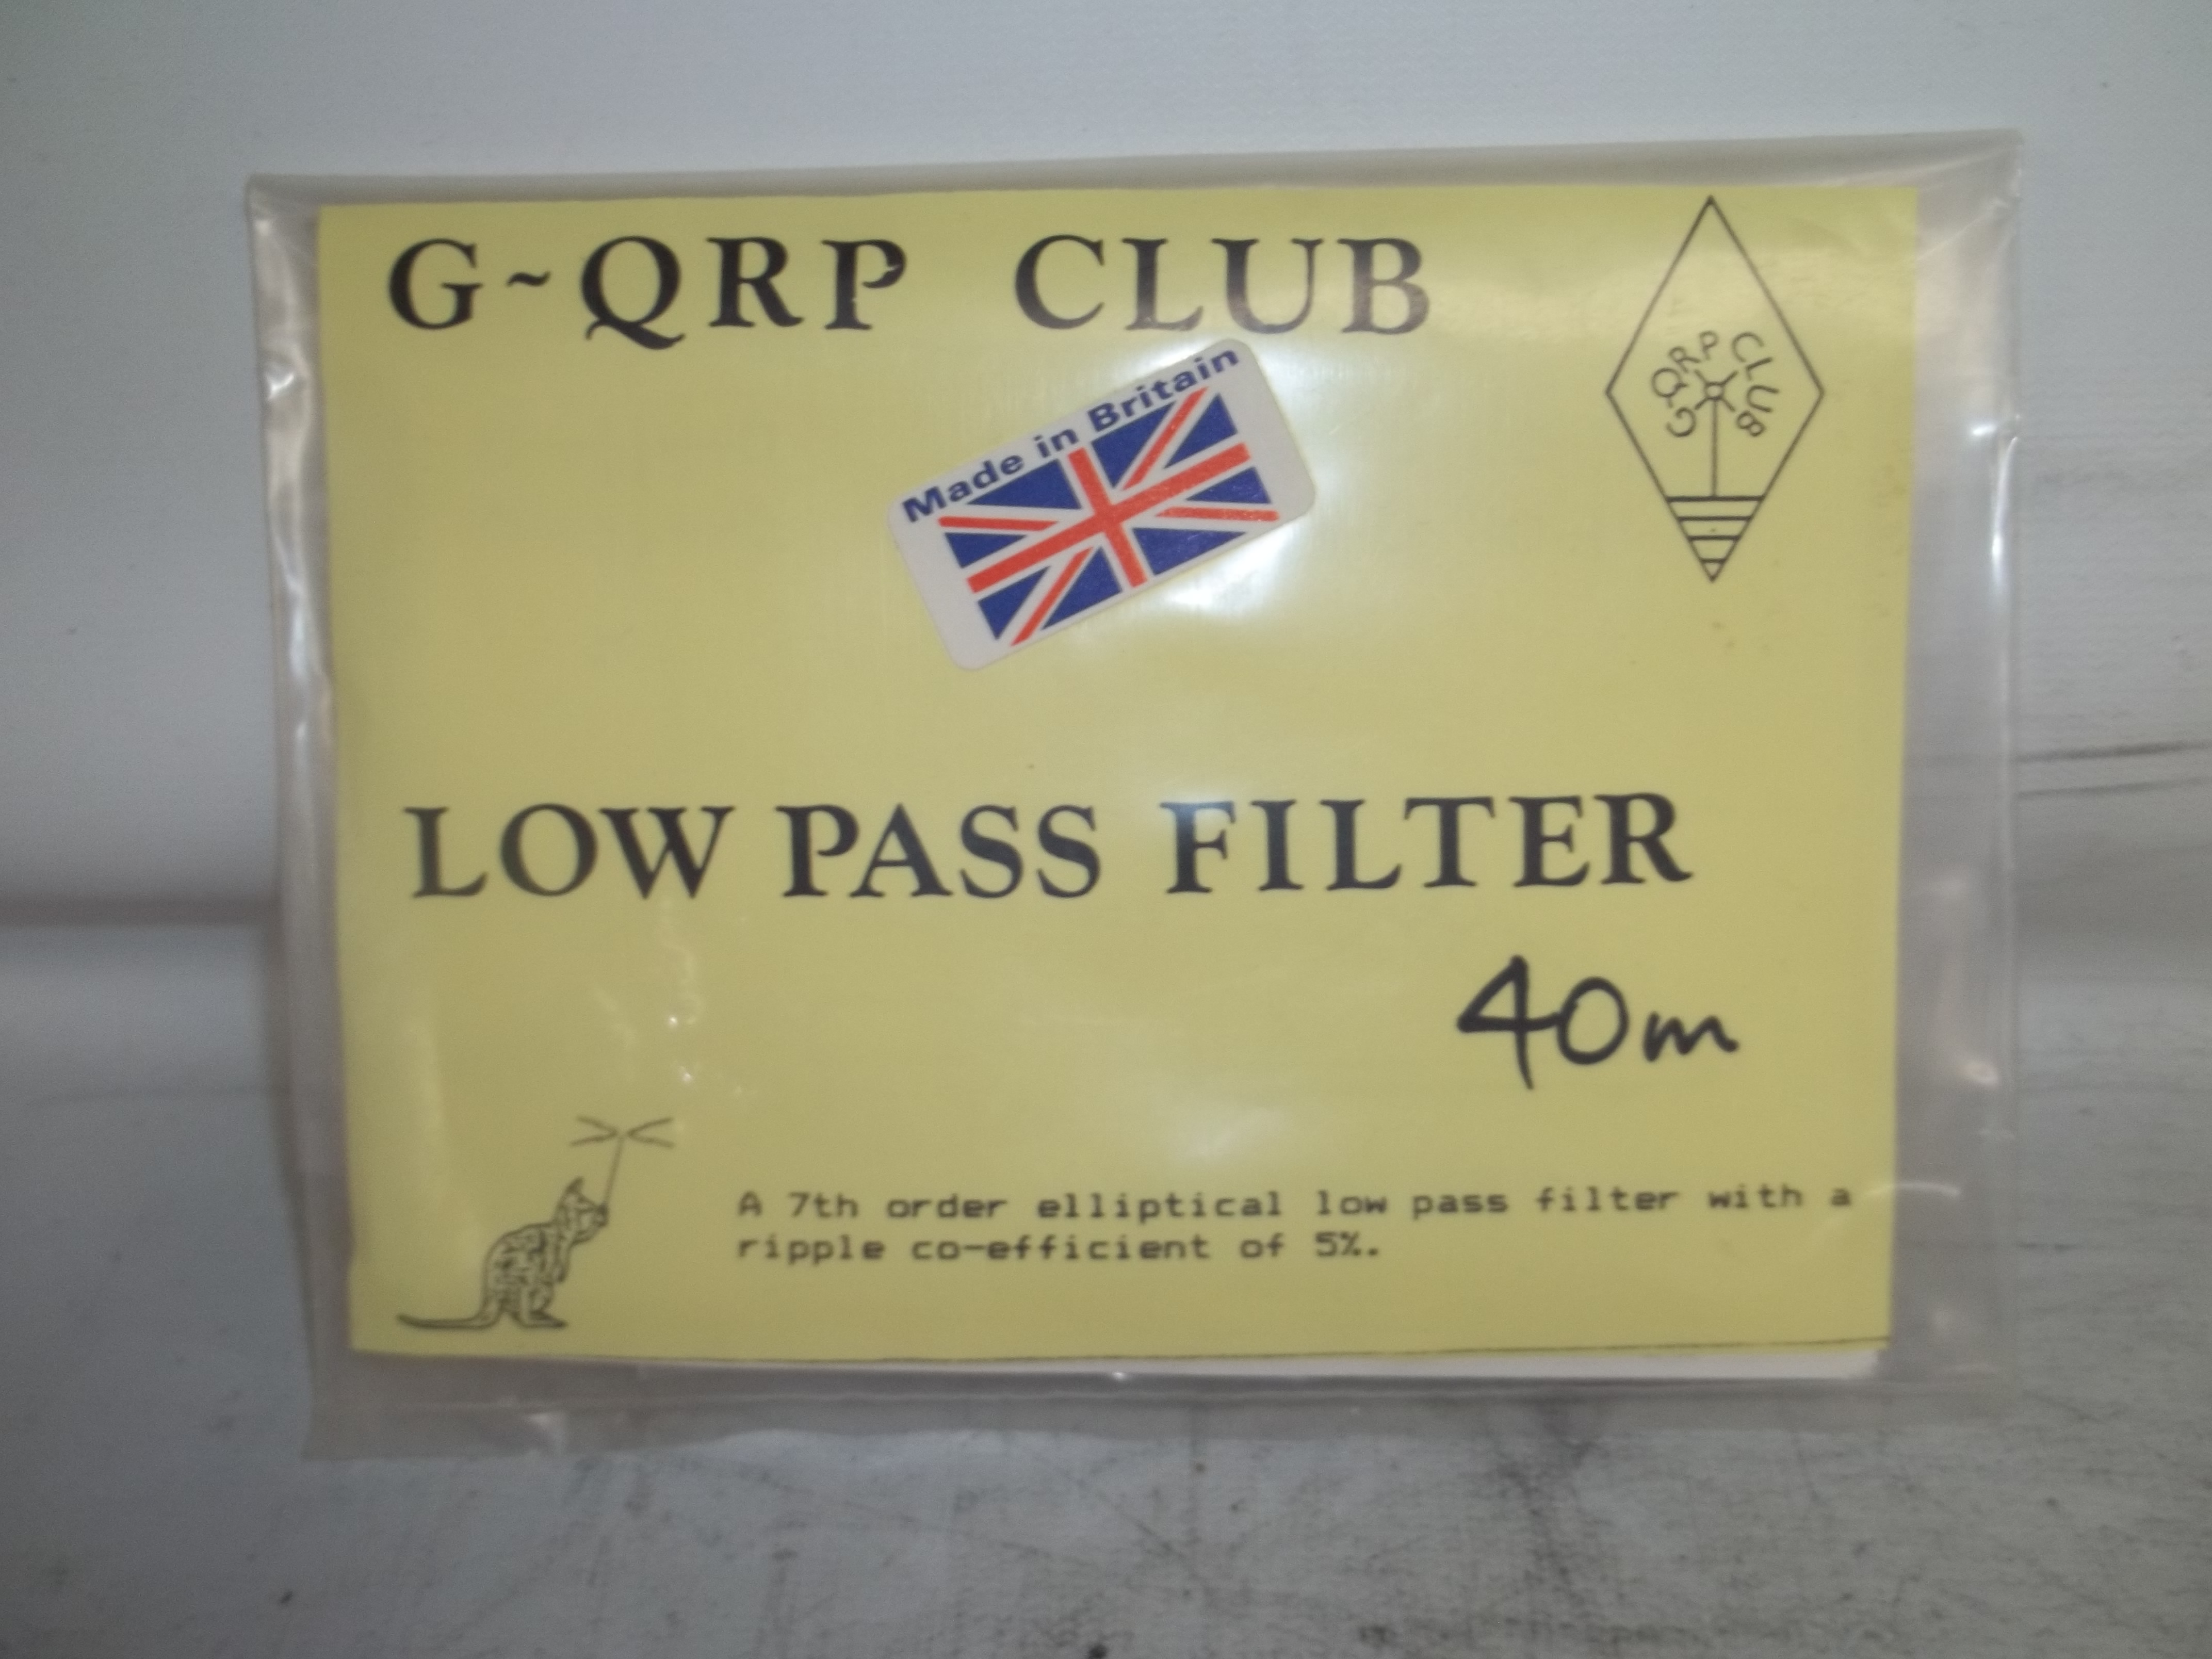 G~QRP CLUB
G QRP CLUB
Made in Britain
LOW PASS FILTER
40m
A 7th order elliptical low pass filter with a
ripple co-efficient of 5%.